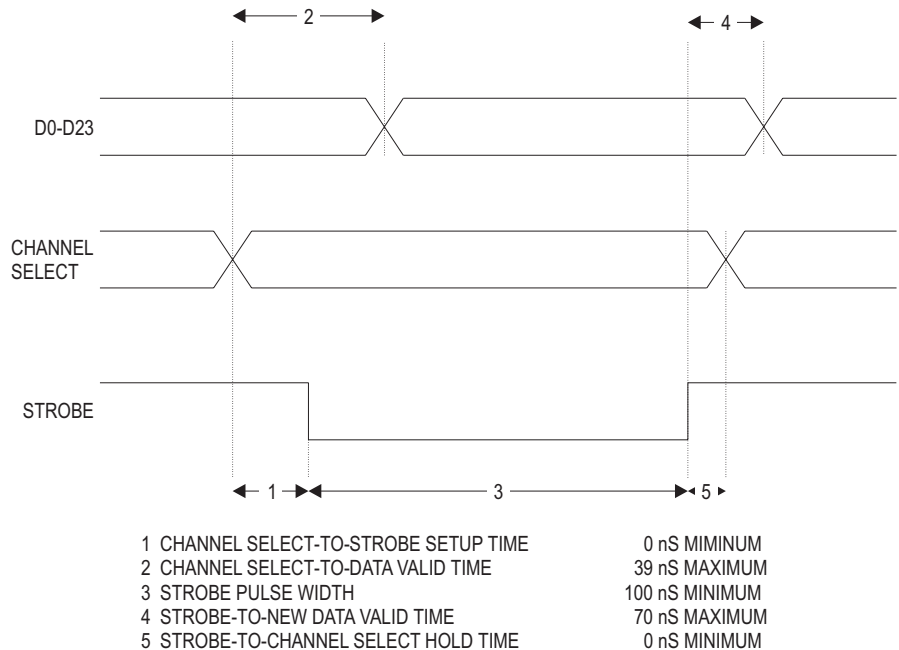 2
4
D0-D23
CHANNEL
SELECT
STROBE
1
3
5
1 CHANNEL SELECT-TO-STROBE SETUP TIME 0 nS MIMINUM
2 CHANNEL SELECT-TO-DATA VALID TIME 39 nS MAXIMUM
3 STROBE PULSE WIDTH 100 nS MINIMUM
4 STROBE-TO-NEW DATA VALID TIME 70 nS MAXIMUM
5 STROBE-TO-CHANNEL SELECT HOLD TIME 0 nS MINIMUM